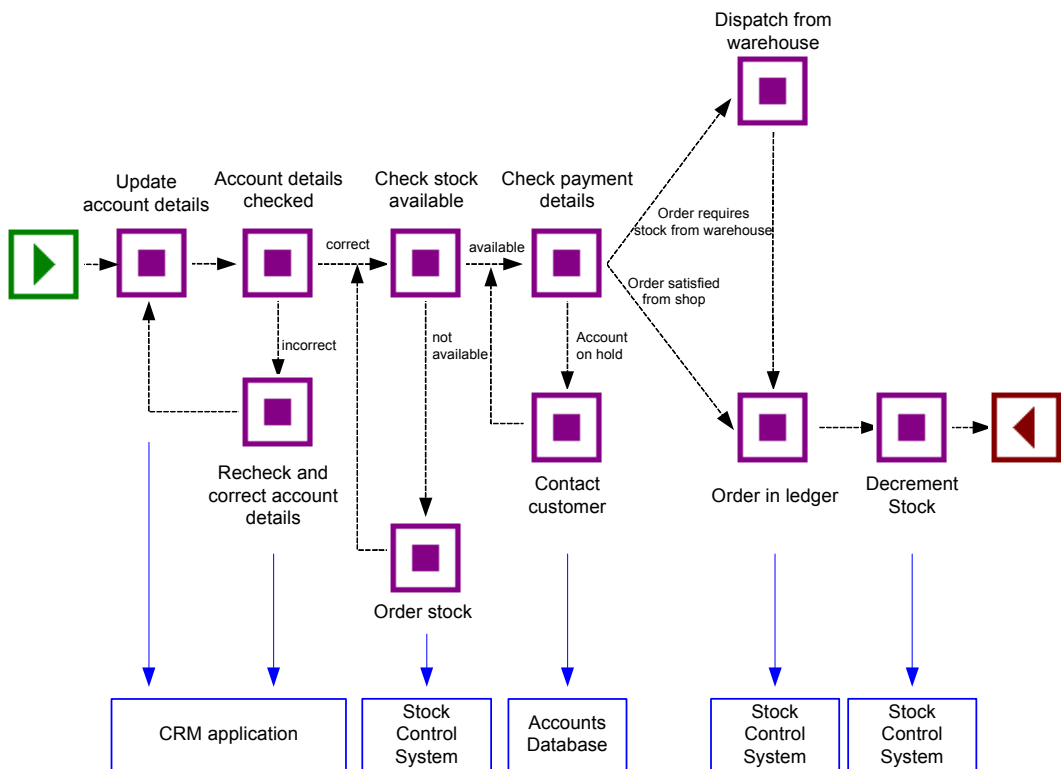 Dispatch from
warehouse
Update
account details
Account details
checked
Check stock
available
Check payment
details
Order requires
stock from warehouse
correct
available
Order satisfied
from shop
incorrect
not
available
Account
on hold
Recheck and
correct account
details
Contact
customer
Order in ledger
Decrement
Stock
Order stock
CRM application
Stock
Control
System
Accounts
Database
Stock
Control
System
Stock
Control
System